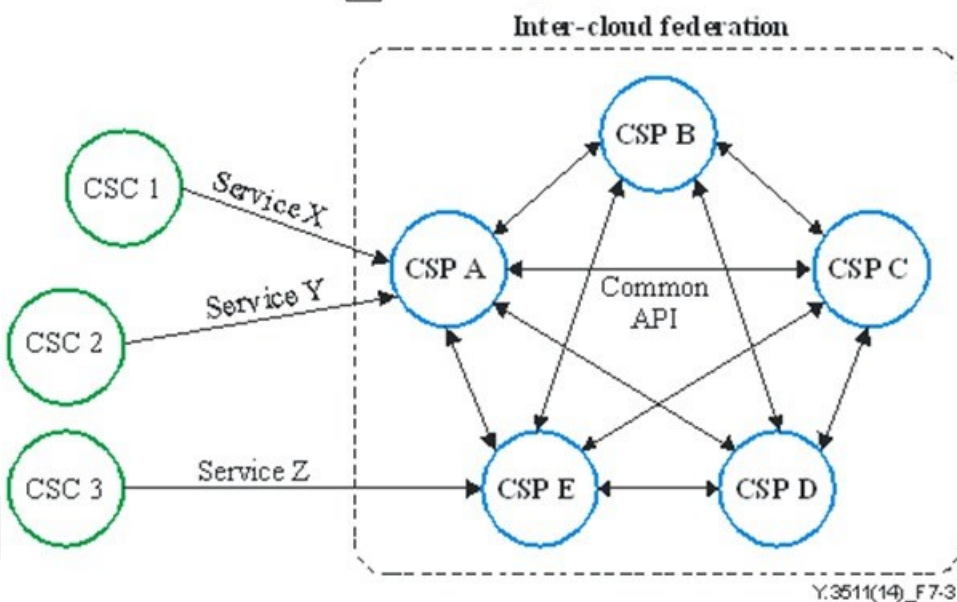 Inter-cloud federation
CSP B
CSC 1
Service X
CSP A
CSP C
Common
API
Service Y
CSC 2
CSC 3
Service Z
CSP E
CSP D
Y.3511(14)_F7-3